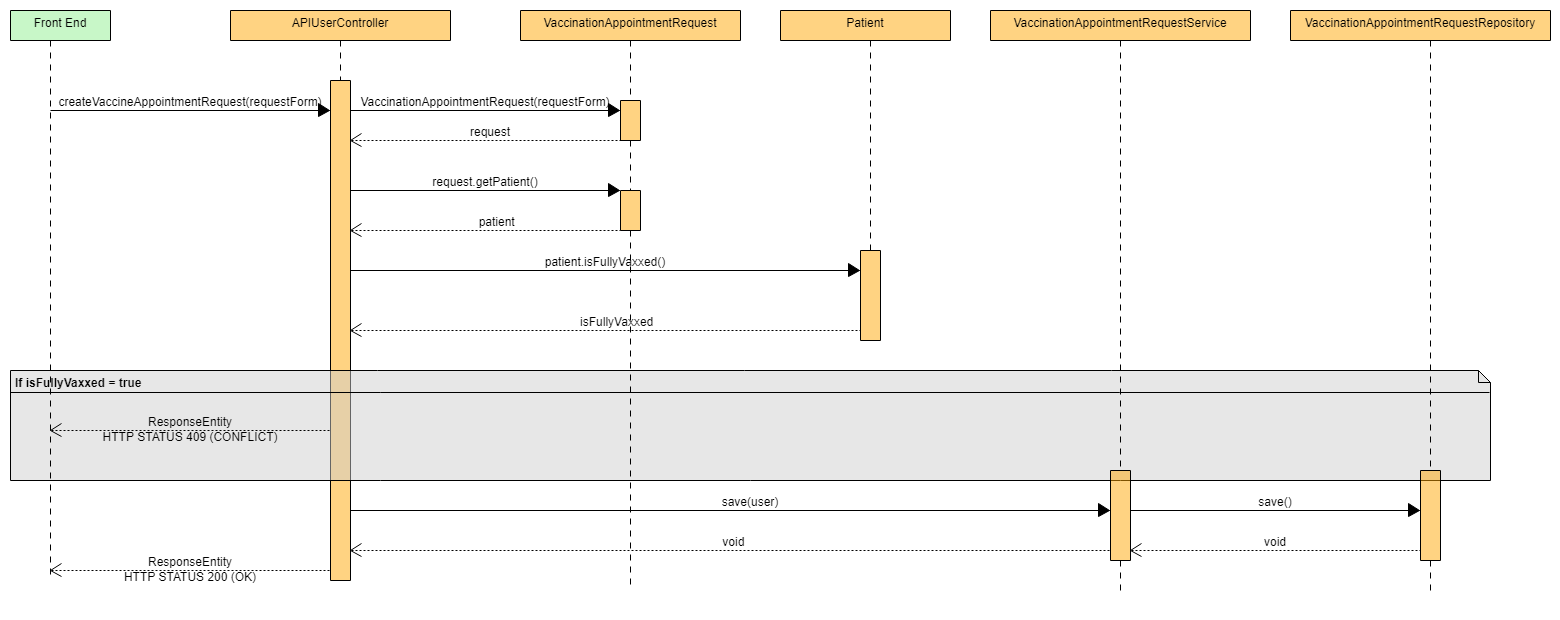 Front End
APIUserController
VaccinationAppointmentRequest
Patient
VaccinationAppointmentRequestService
VaccinationAppointmentRequestRepository
createVaccineAppointmentRequest(requestForm)
VaccinationAppointmentRequest(requestForm)
request
request.getPatient()
patient
patient.isFullyVaxxed()
isFullyVaxxed
If isFullyVaxxed = true
ResponseEntity
HTTP STATUS 409 (CONFLICT)
save(user)
save()
void
void
ResponseEntity
HTTP STATUS 200 (OK)